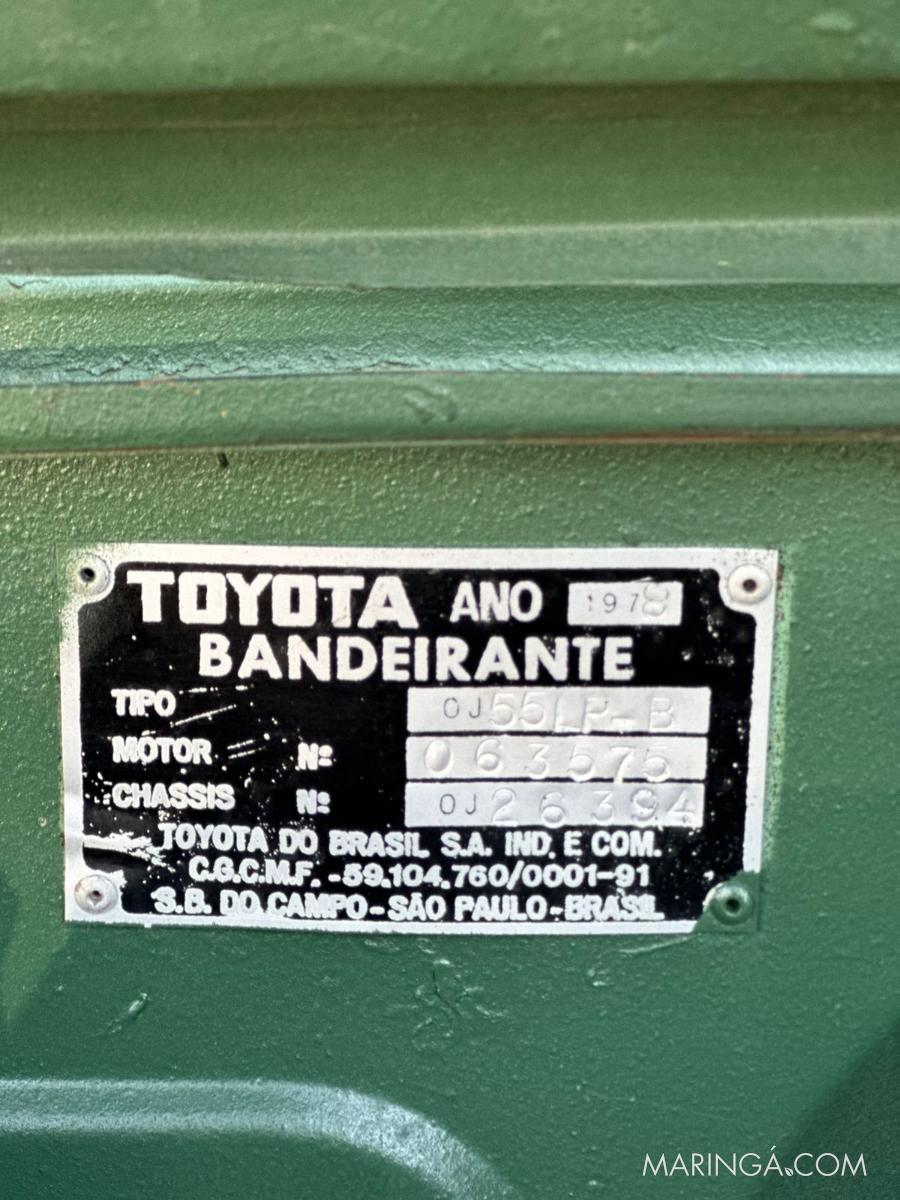 TOYOTA ANO 1978
BANDEIRANTE
TIPO OJ55LP-B
MOTOR Nº 063575
CHASSIS Nº OJ26394
TOYOTA DO BRASIL S.A. IND. E COM.
C.G.C.M.F. -59.104.760/0001-91
S.B. DO CAMPO-SÃO PAULO-BRASIL
MARINGÁ.COM